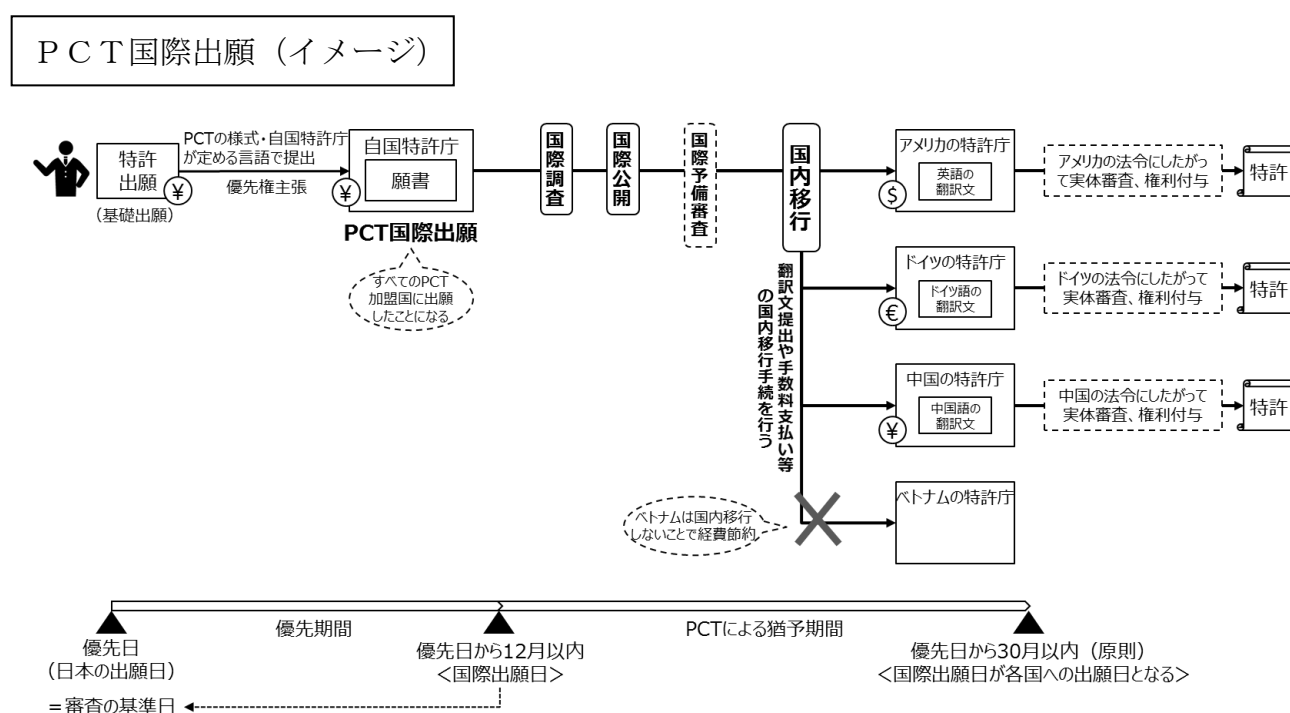 ＰＣＴ国際出願（イメージ）
特許
出願
¥
(基礎出願)
PCTの様式・自国特許庁
が定める言語で提出
優先権主張
自国特許庁
願書
¥
PCT国際出願
すべてのPCT
加盟国に出願
したことになる
国際調査
国際公開
国際予備審査
国内移行
翻訳文提出や手数料支払い等
の国内移行手続を行う
アメリカの特許庁
英語の
翻訳文
$
アメリカの法令にしたがっ
て実体審査、権利付与
特許
ドイツの特許庁
ドイツ語の
翻訳文
€
ドイツの法令にしたがって
実体審査、権利付与
特許
中国の特許庁
中国語の
翻訳文
¥
中国の法令にしたがって
実体審査、権利付与
特許
ベトナムの特許庁
ベトナムは国内移行
しないことで経費節約
優先期間
PCTによる猶予期間
優先日
(日本の出願日)
＝審査の基準日
優先日から12月以内
＜国際出願日＞
優先日から30月以内（原則）
＜国際出願日が各国への出願日となる＞